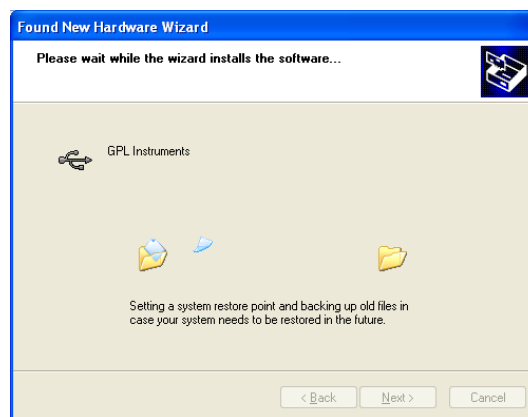 Found New Hardware Wizard
Please wait while the wizard installs the software...
GPL Instruments
Setting a system restore point and backing up old files in
case your system needs to be restored in the future.
< Back Next > Cancel